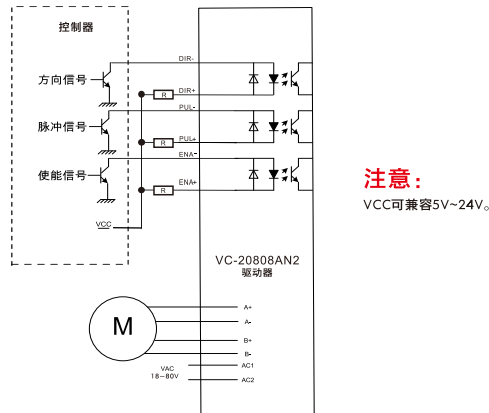 控制器
DIR-
方向信号
R
DIR+
PUL-
脉冲信号
R
PUL+
ENA-
使能信号
R
ENA+
VCC
注意：
VCC可兼容5V~24V。
VC-20808AN2
驱动器
M
A+
A-
B+
B-
VAC
18~80V
AC1
AC2